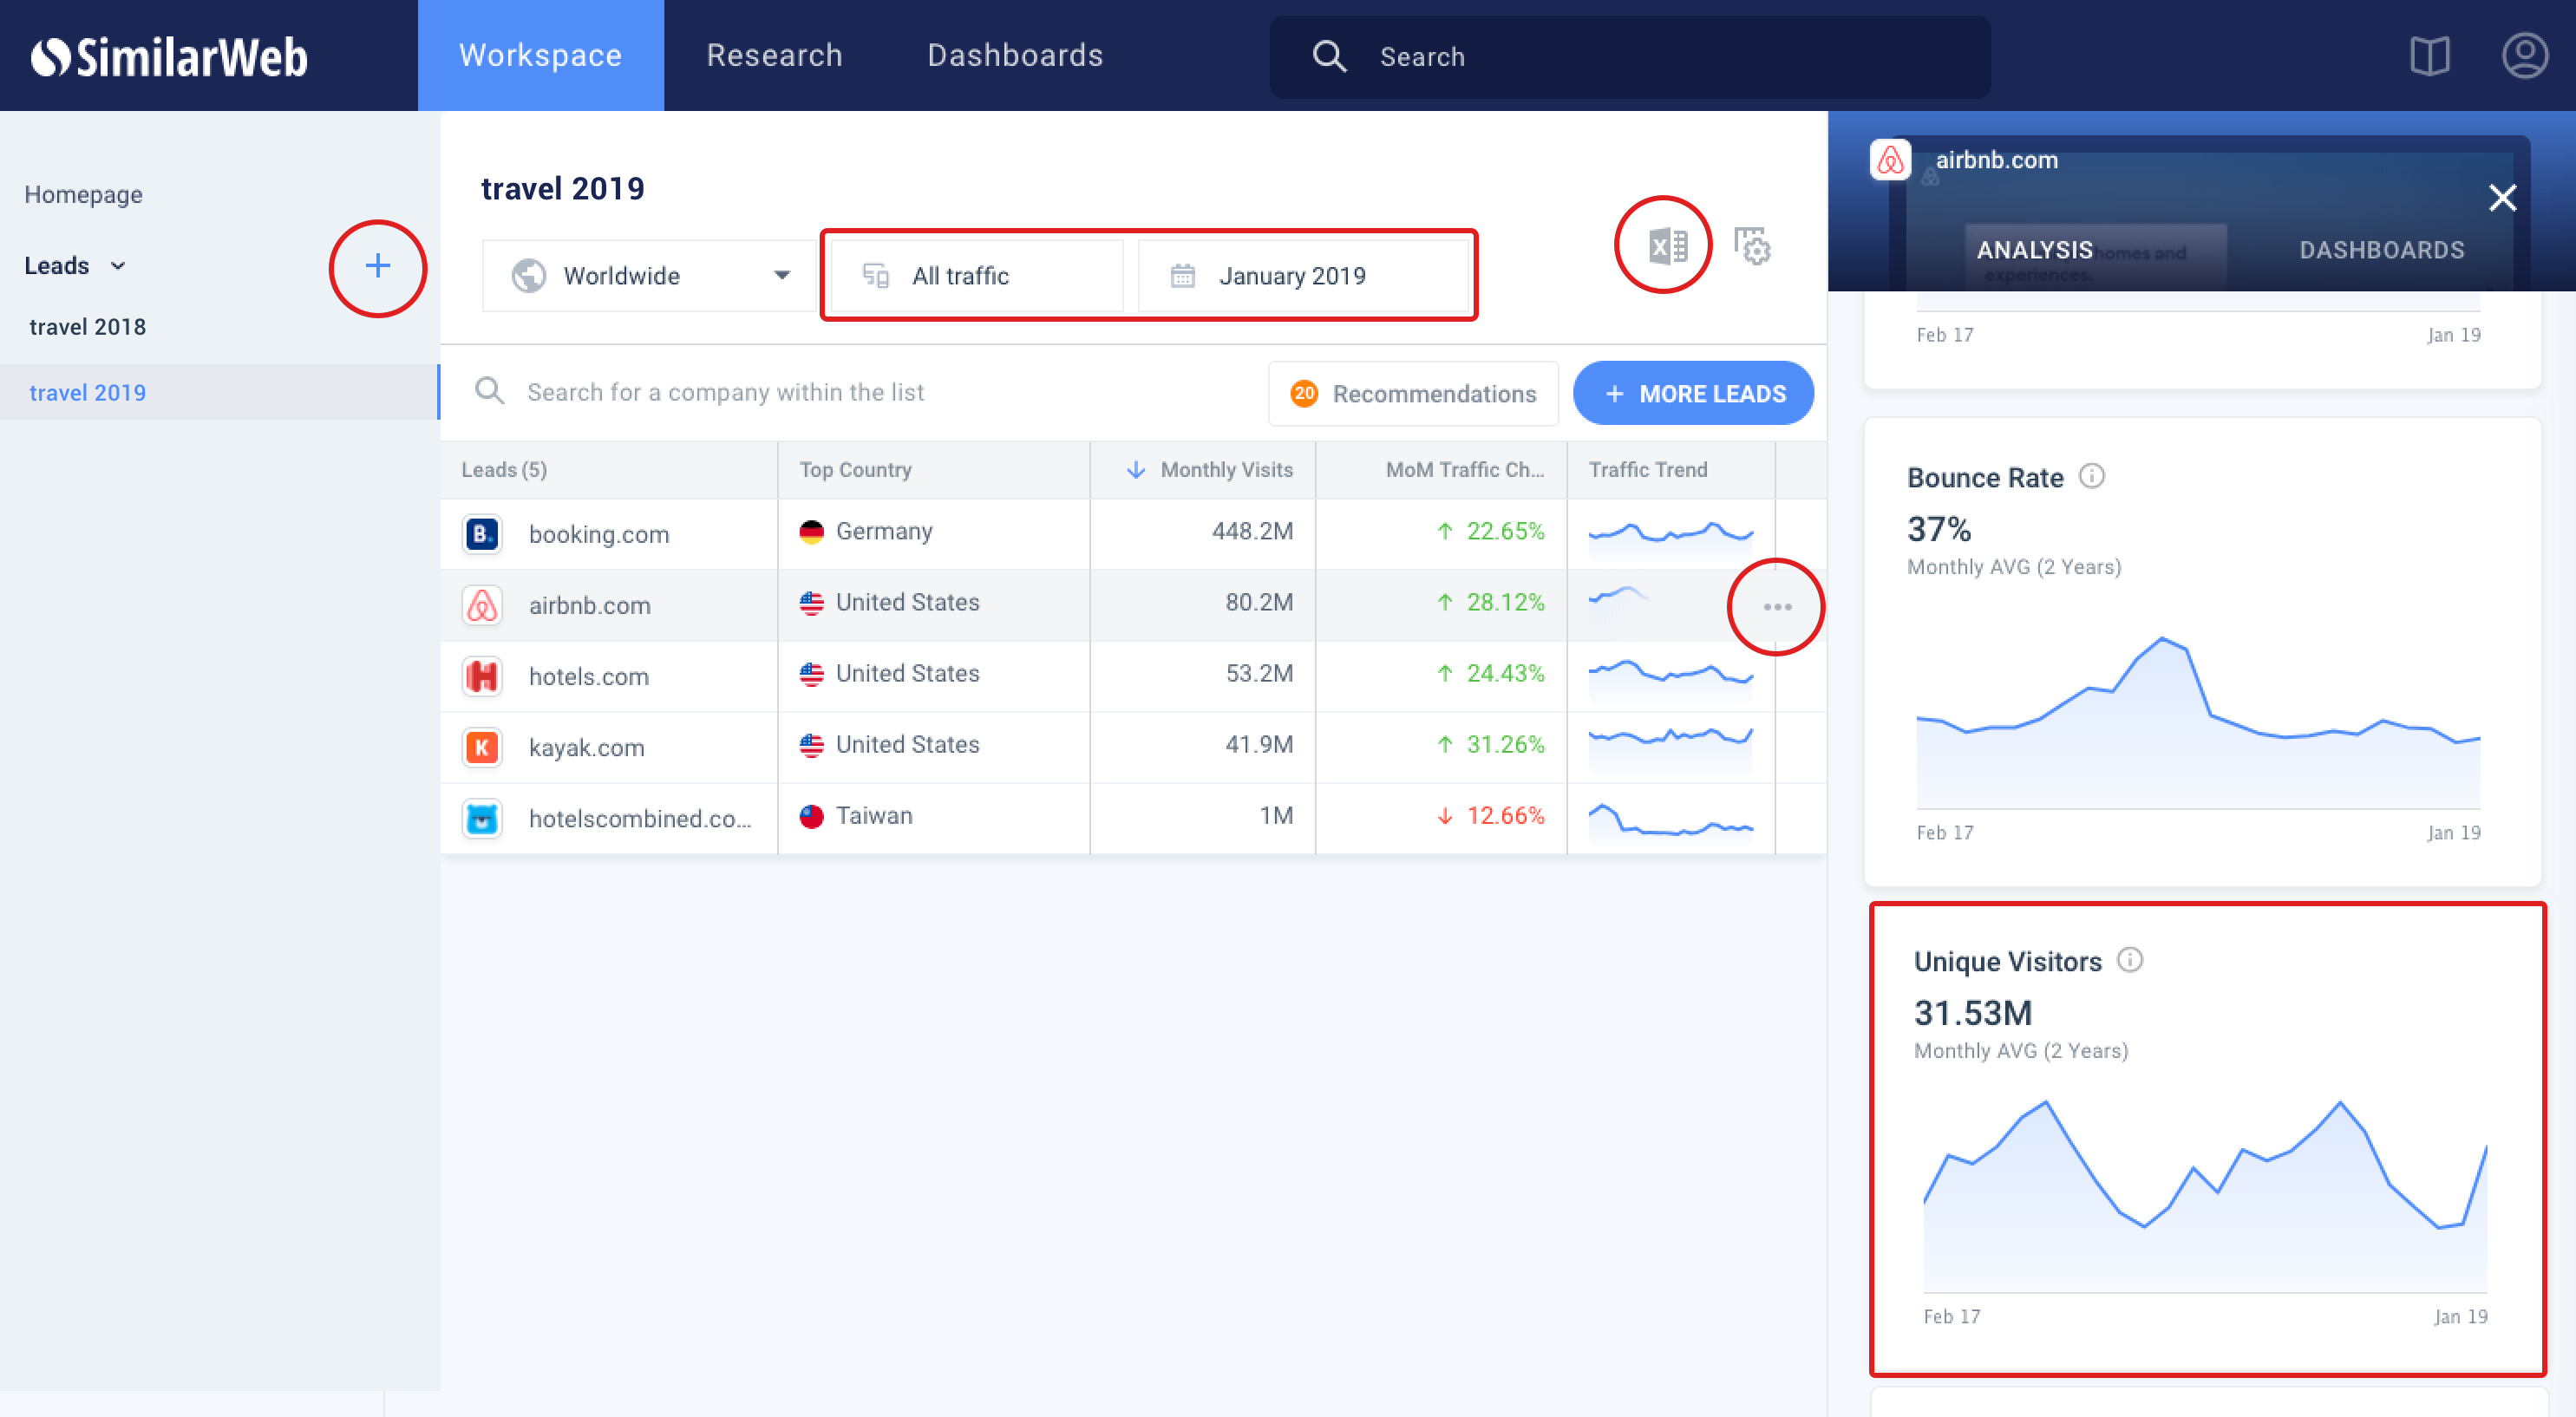 SimilarWeb
Workspace
Research
Dashboards
Search
Homepage
Leads
travel 2018
travel 2019
travel 2019
Worldwide
All traffic
January 2019
Search for a company within the list
20 Recommendations
+ MORE LEADS
Leads (5) Top Country Monthly Visits MoM Traffic Ch... Traffic Trend
B. booking.com Germany 448.2M 22.65%
airbnb.com United States 80.2M 28.12%
hotels.com United States 53.2M 24.43%
K kayak.com United States 41.9M 31.26%
hotelscombined.co... Taiwan 1M 12.66%
airbnb.com
ANALYSIS homes and
experiences.
DASHBOARDS
Feb 17 Jan 19
Bounce Rate
37%
Monthly AVG (2 Years)
Feb 17 Jan 19
Unique Visitors
31.53M
Monthly AVG (2 Years)
Feb 17 Jan 19